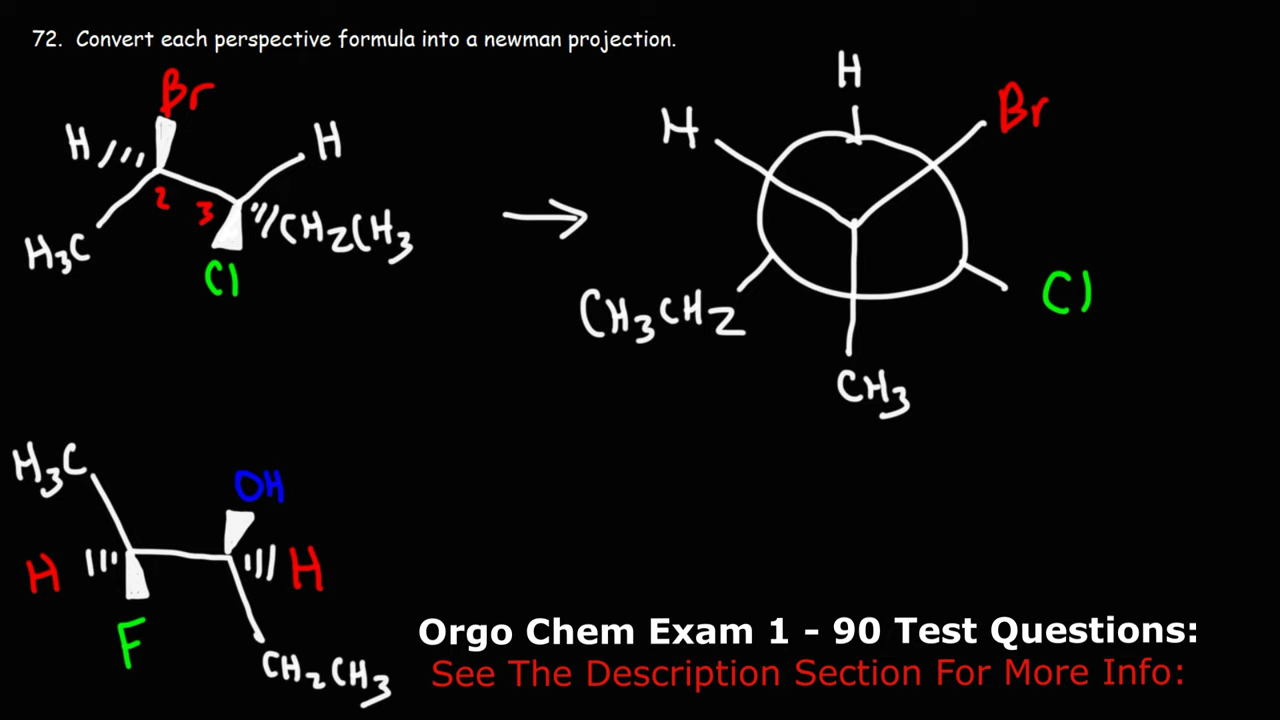 72. Convert each perspective formula into a newman projection.
Br
H
H
2
3
H₃C
CH₂CH₃
Cl
H
H
Br
CH₃CH₂
Cl
CH₃
H₃C
OH
H
H
F
CH₂CH₃
Orgo Chem Exam 1 - 90 Test Questions:
See The Description Section For More Info: